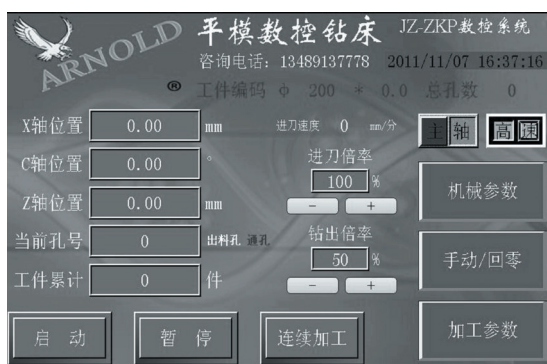 ARNOLD ®
平模数控钻床 JZ-ZKP数控系统
咨询电话: 13489137778 2011/11/07 16:37:16
工件编码 φ 200 * 0.0 总孔数 0
X轴位置 0.00 mm 进刀速度 0 mm/分 主轴 高速
C轴位置 0.00 ° 进刀倍率
100 % 机械参数
Z轴位置 0.00 mm - +
当前孔号 0 出料孔 通孔 钻出倍率
50 % 手动/回零
工件累计 0 件 - +
启动 暂停 连续加工 加工参数